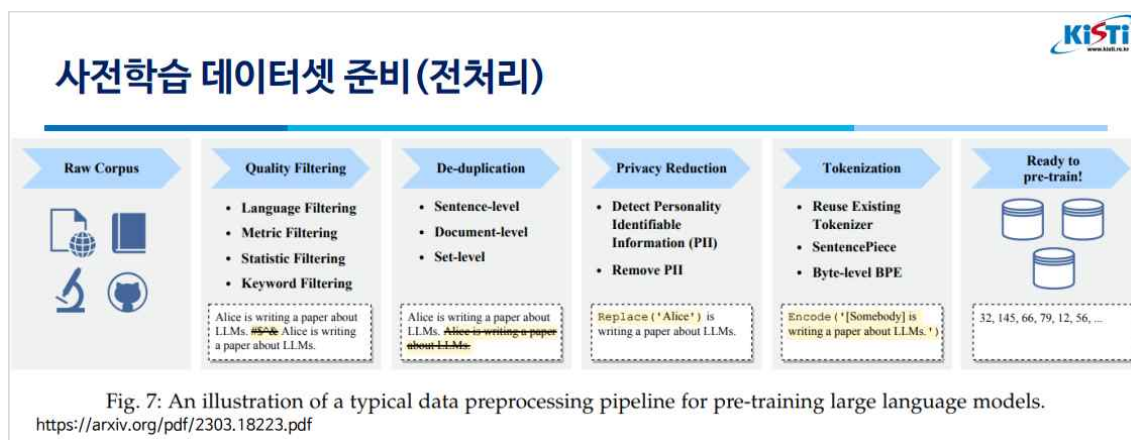 KiSTi
www.kisti.re.kr
사전학습 데이터셋 준비(전처리)
Raw Corpus
Quality Filtering
• Language Filtering
• Metric Filtering
• Statistic Filtering
• Keyword Filtering
Alice is writing a paper about
LLMs. #$^& Alice is writing
a paper about LLMs.
De-duplication
• Sentence-level
• Document-level
• Set-level
Alice is writing a paper about
LLMs. Alice is writing a paper
about LLMs.
Privacy Reduction
• Detect Personality
Identifiable
Information (PII)
• Remove PII
Replace('Alice') is
writing a paper about LLMs.
Tokenization
• Reuse Existing
Tokenizer
• SentencePiece
• Byte-level BPE
Encode('[Somebody] is
writing a paper about LLMs.')
Ready to
pre-train!
32, 145, 66, 79, 12, 56, ...
Fig. 7: An illustration of a typical data preprocessing pipeline for pre-training large language models.
https://arxiv.org/pdf/2303.18223.pdf